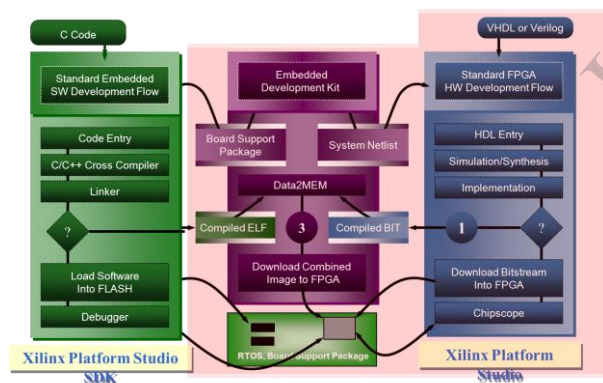 C Code
VHDL or Verilog
Standard Embedded
SW Development Flow
Embedded
Development Kit
Standard FPGA
HW Development Flow
Code Entry
C/C++ Cross Compiler
Linker
?
Load Software
Into FLASH
Debugger
Board Support
Package
System Netlist
Data2MEM
Compiled ELF
3
Compiled BIT
Download Combined
Image to FPGA
RTOS, Board Support Package
HDL Entry
Simulation/Synthesis
Implementation
1
?
Download Bitstream
Into FPGA
Chipscope
Xilinx Platform Studio
SDK
Xilinx Platform
Studio